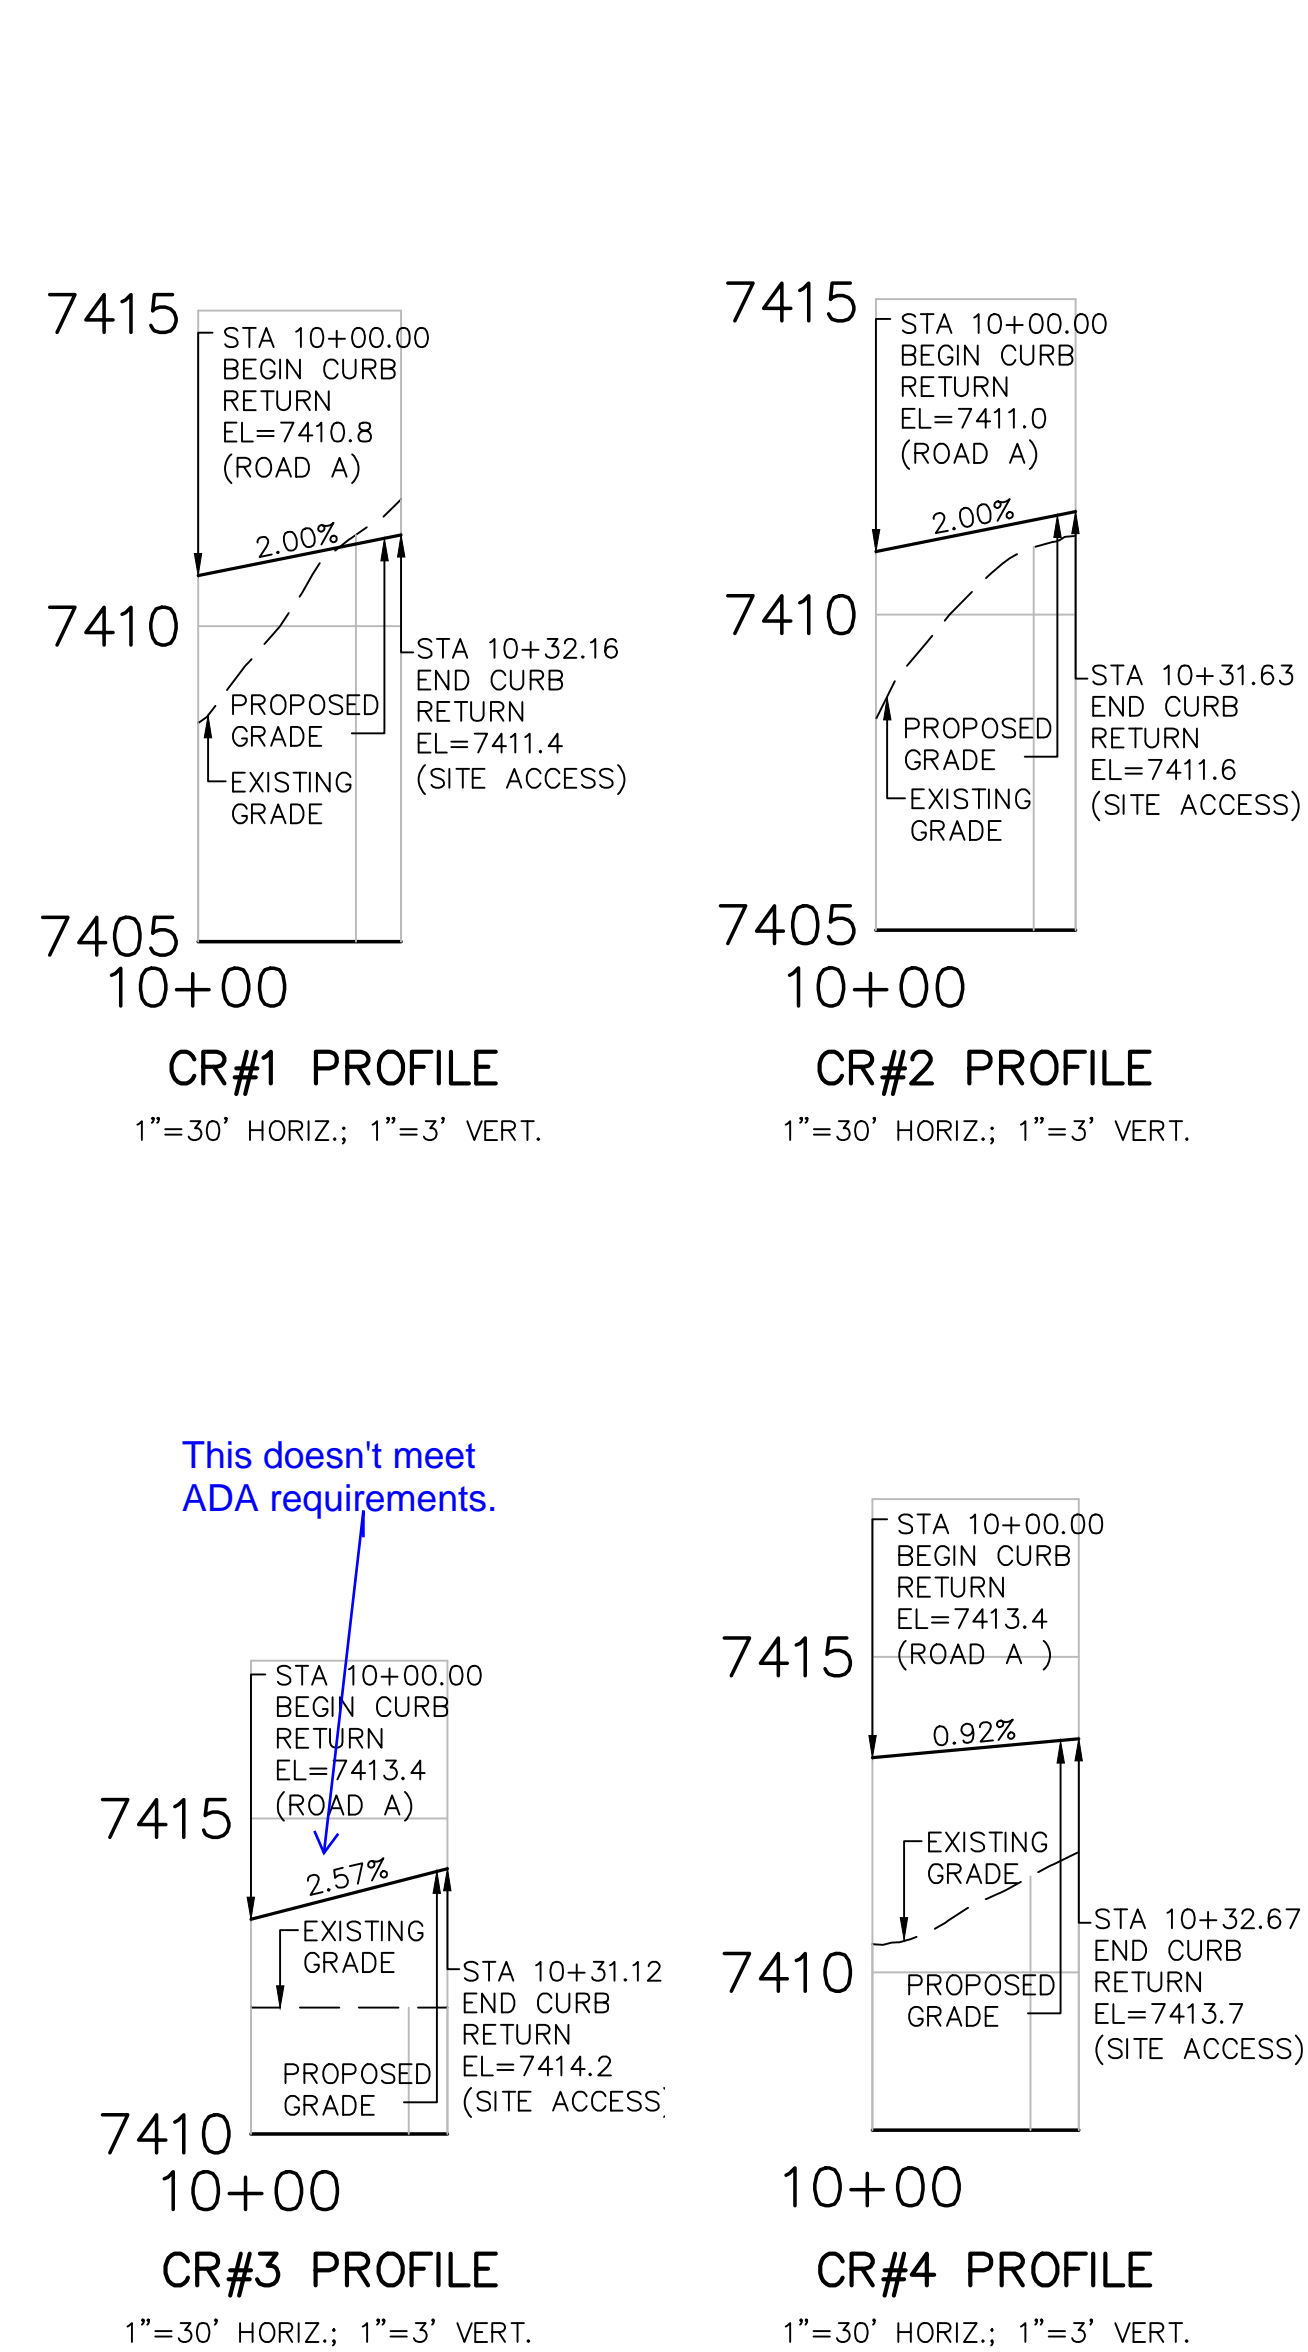 7415
STA 10+00.00
BEGIN CURB
RETURN
EL=7410.8
(ROAD A)
2.00%
7410
STA 10+32.16
END CURB
RETURN
EL=7411.4
(SITE ACCESS)
PROPOSED
GRADE
EXISTING
GRADE
7405
10+00
CR#1 PROFILE
1"=30' HORIZ.; 1"=3' VERT.
7415
STA 10+00.00
BEGIN CURB
RETURN
EL=7411.0
(ROAD A)
2.00%
7410
STA 10+31.63
END CURB
RETURN
EL=7411.6
(SITE ACCESS)
PROPOSED
GRADE
EXISTING
GRADE
7405
10+00
CR#2 PROFILE
1"=30' HORIZ.; 1"=3' VERT.
This doesn't meet
ADA requirements.
STA 10+00.00
BEGIN CURB
RETURN
EL=7413.4
(ROAD A)
7415
2.57%
EXISTING
GRADE
STA 10+31.12
END CURB
RETURN
EL=7414.2
(SITE ACCESS)
PROPOSED
GRADE
7410
10+00
CR#3 PROFILE
1"=30' HORIZ.; 1"=3' VERT.
STA 10+00.00
BEGIN CURB
RETURN
EL=7413.4
(ROAD A )
7415
0.92%
EXISTING
GRADE
STA 10+32.67
END CURB
RETURN
EL=7413.7
(SITE ACCESS)
7410
PROPOSED
GRADE
10+00
CR#4 PROFILE
1"=30' HORIZ.; 1"=3' VERT.